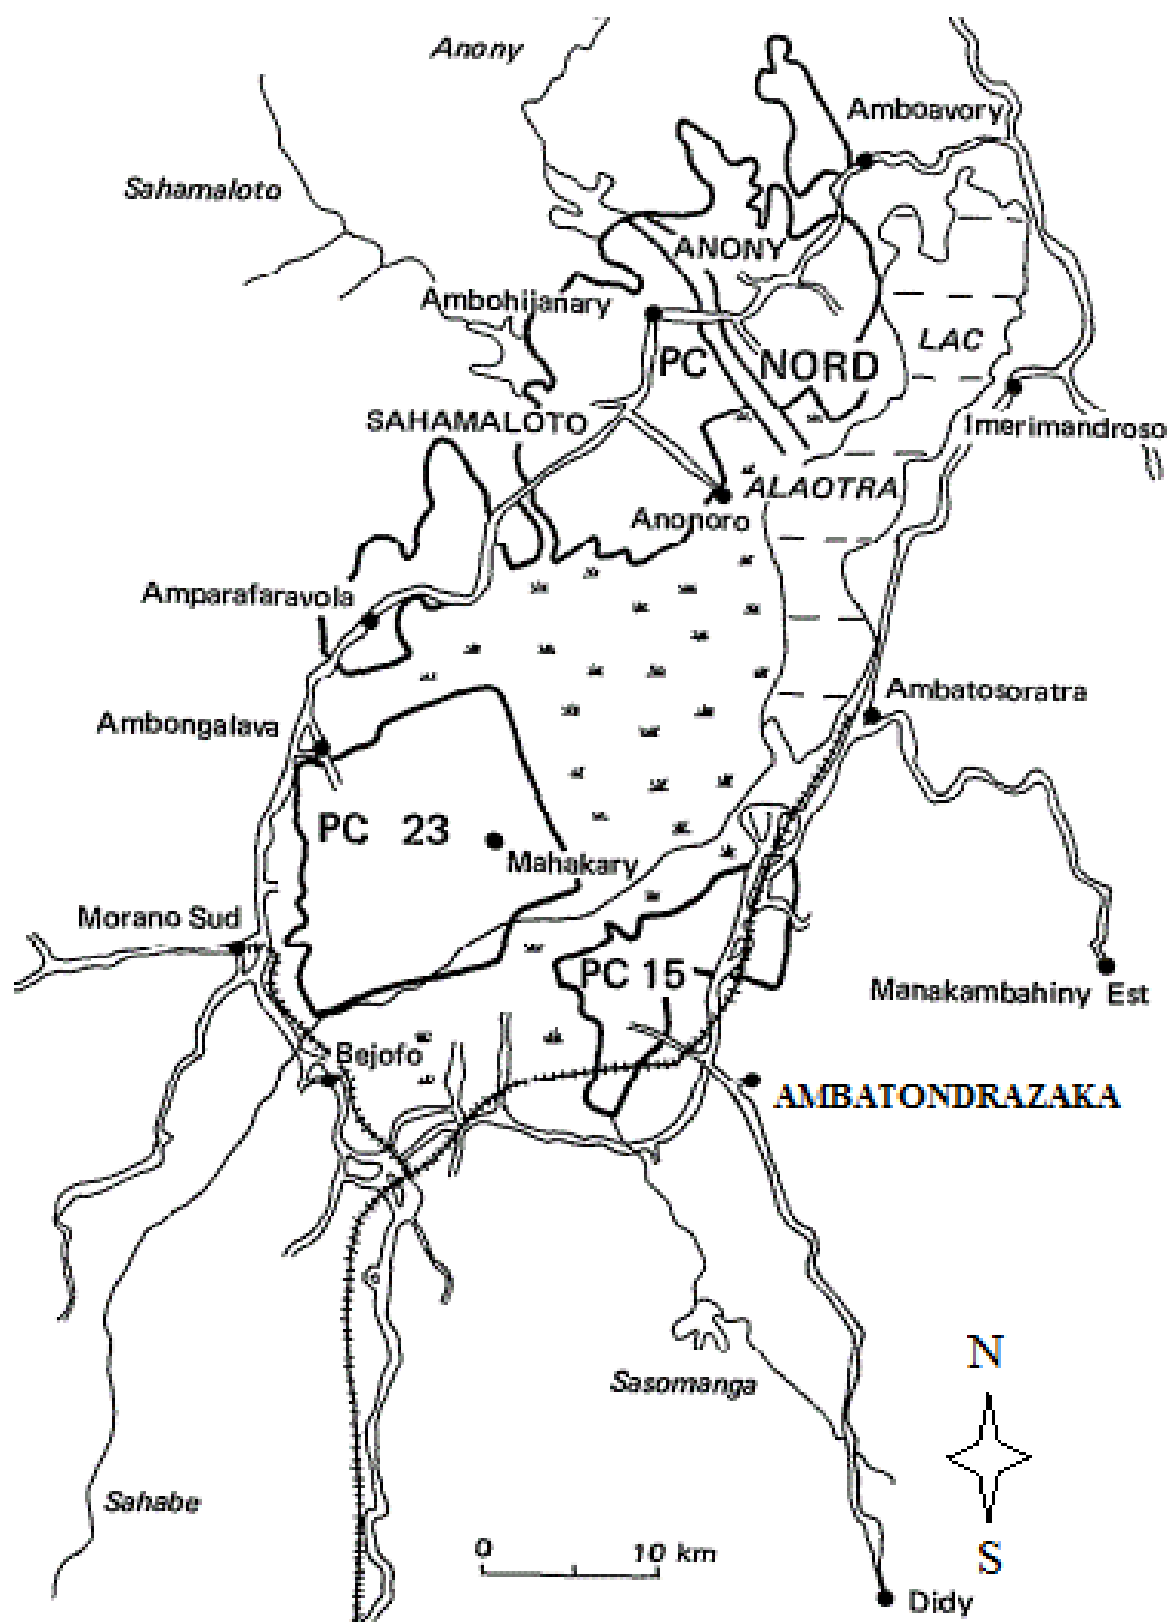 Anony
Amboavory
Sahamaloto
ANONY
Ambohijanary
LAC
PC NORD
SAHAMALOTO
Imerimandroso
ALAOTRA
Anonoro
Amparafaravola
Ambatosoratra
Ambongalava
PC 23
Mahakary
Morano Sud
PC 15
Manakambahiny Est
Bejofo
AMBATONDRAZAKA
N
Sasomanga
Sahabe
0 10 km
S
Didy